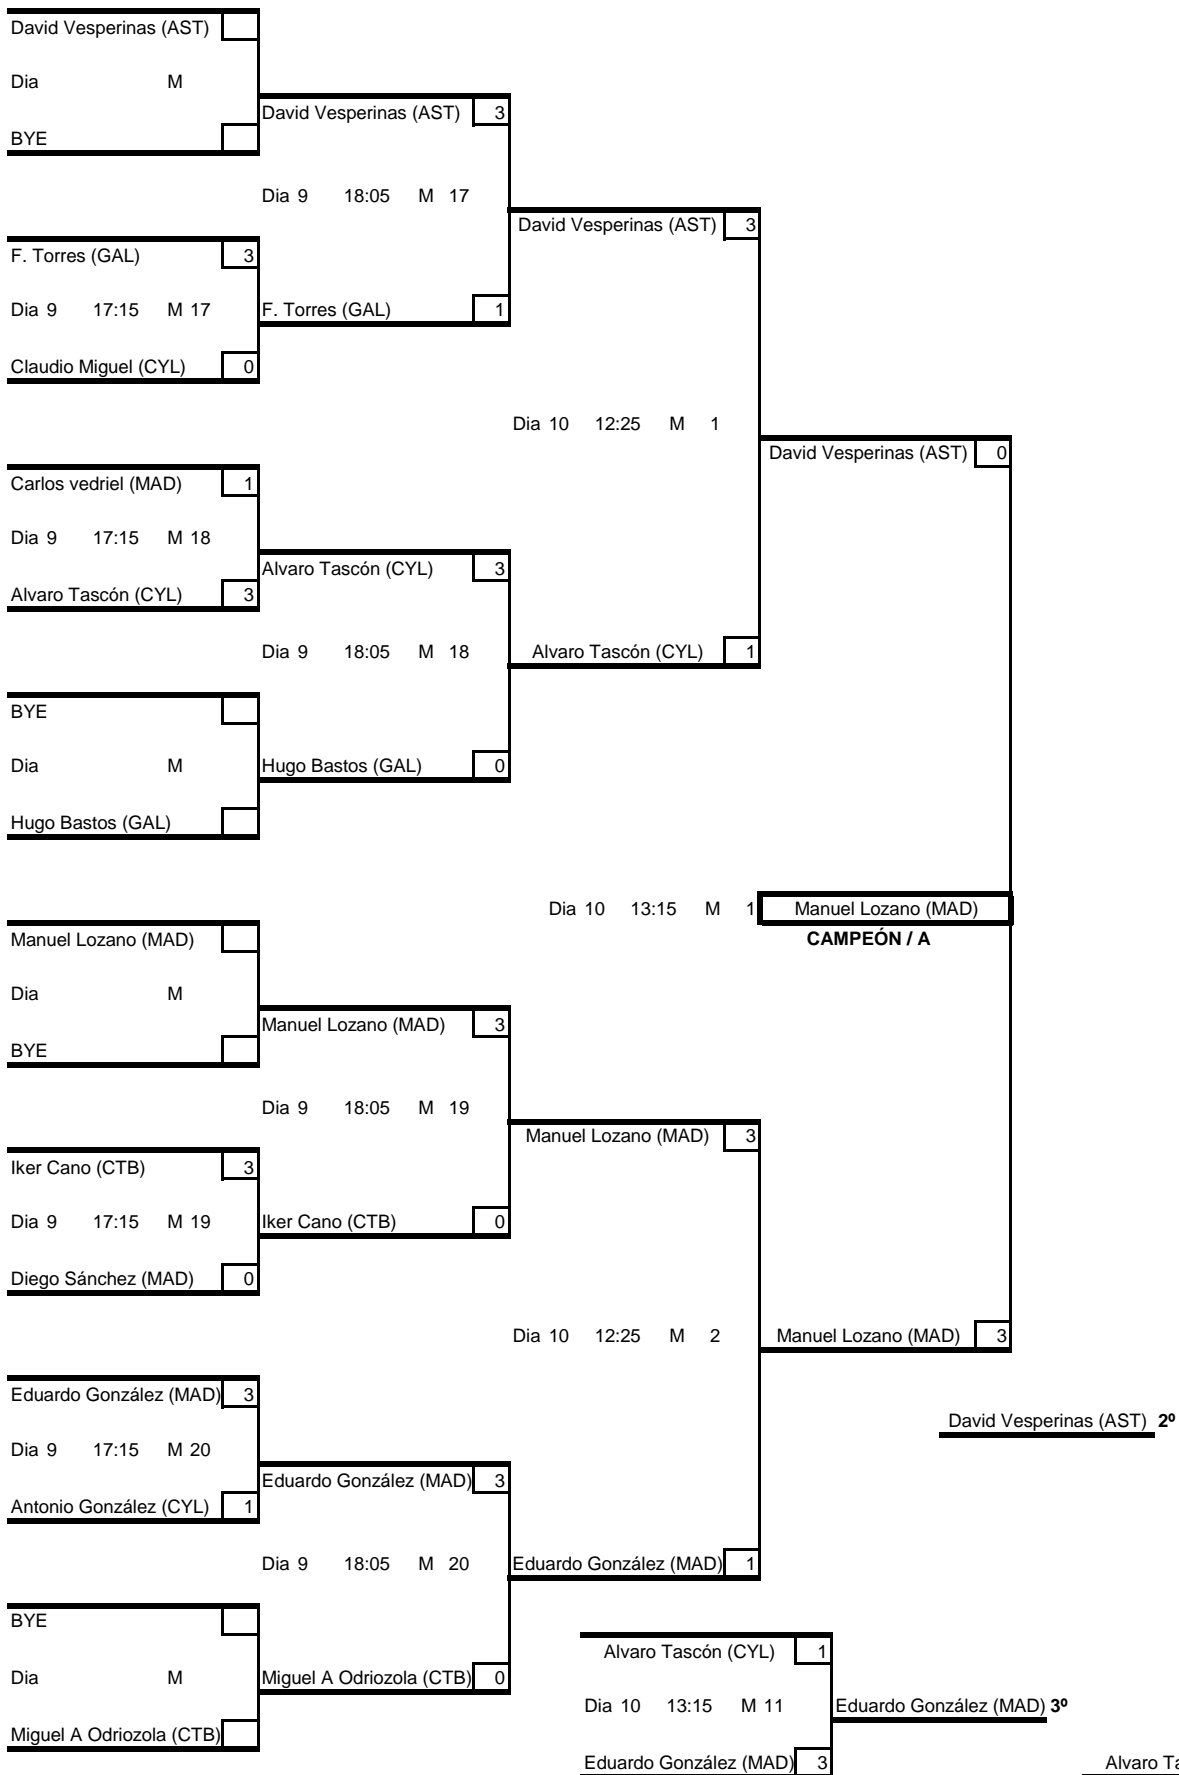 David Vesperinas (AST)
Dia M
David Vesperinas (AST) 3
BYE
Dia 9 18:05 M 17
David Vesperinas (AST) 3
F. Torres (GAL) 3
Dia 9 17:15 M 17 F. Torres (GAL) 1
Claudio Miguel (CYL) 0
Dia 10 12:25 M 1
David Vesperinas (AST) 0
Carlos vedriel (MAD) 1
Dia 9 17:15 M 18
Alvaro Tascón (CYL) 3
Alvaro Tascón (CYL) 3
Dia 9 18:05 M 18 Alvaro Tascón (CYL) 1
BYE
Dia M Hugo Bastos (GAL) 0
Hugo Bastos (GAL)
Dia 10 13:15 M 1 Manuel Lozano (MAD)
Manuel Lozano (MAD) CAMPEÓN / A
Dia M
Manuel Lozano (MAD) 3
BYE
Dia 9 18:05 M 19
Manuel Lozano (MAD) 3
Iker Cano (CTB) 3
Dia 9 17:15 M 19 Iker Cano (CTB) 0
Diego Sánchez (MAD) 0
Dia 10 12:25 M 2 Manuel Lozano (MAD) 3
Eduardo González (MAD) 3
David Vesperinas (AST) 2º
Dia 9 17:15 M 20
Eduardo González (MAD) 3
Antonio González (CYL) 1
Dia 9 18:05 M 20 Eduardo González (MAD) 1
BYE
Alvaro Tascón (CYL) 1
Dia M Miguel A Odriozola (CTB) 0
Dia 10 13:15 M 11 Eduardo González (MAD) 3º
Miguel A Odriozola (CTB)
Eduardo González (MAD) 3 Alvaro